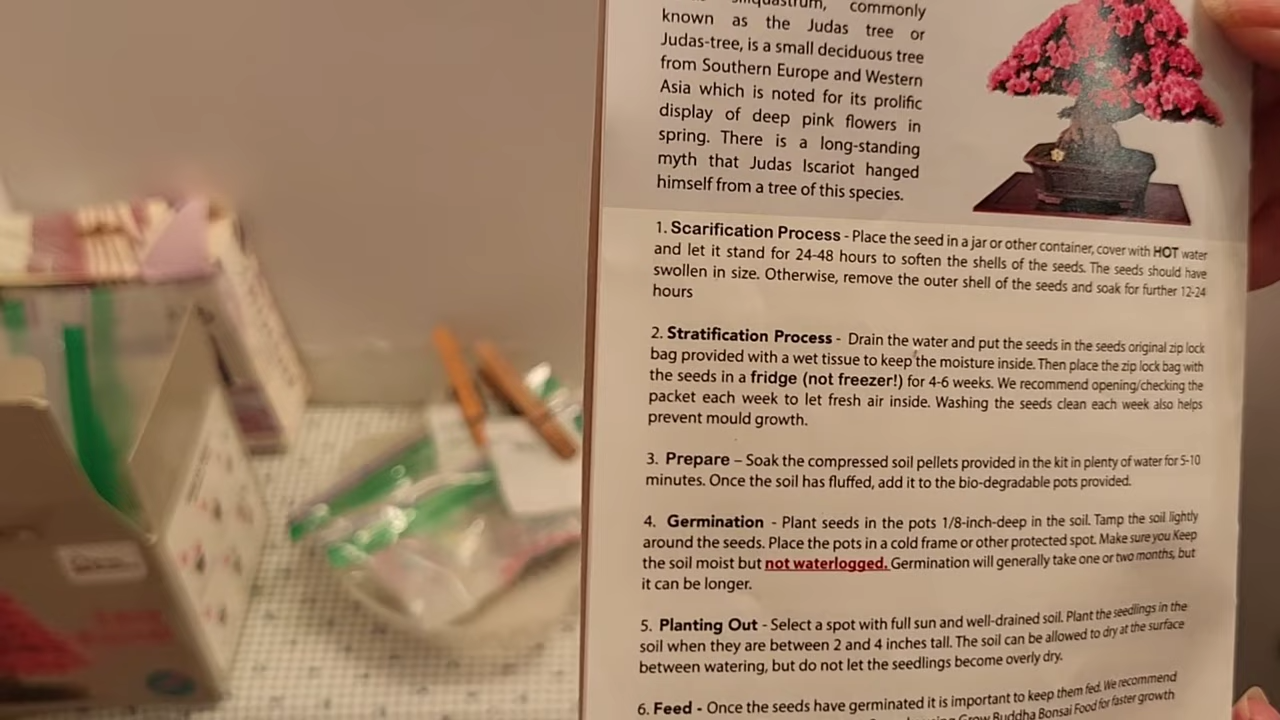 commonly
known as the Judas tree or
Judas-tree, is a small deciduous tree
from Southern Europe and Western
Asia which is noted for its prolific
display of deep pink flowers in
spring. There is a long-standing
myth that Judas Iscariot hanged
himself from a tree of this species.
1. Scarification Process - Place the seed in a jar or other container, cover with HOT water
and let it stand for 24-48 hours to soften the shells of the seeds. The seeds should have
swollen in size. Otherwise, remove the outer shell of the seeds and soak for further 12-24
hours
2. Stratification Process - Drain the water and put the seeds in the seeds original zip lock
bag provided with a wet tissue to keep the moisture inside. Then place the zip lock bag with
the seeds in a fridge (not freezer!) for 4-6 weeks. We recommend opening/checking the
packet each week to let fresh air inside. Washing the seeds clean each week also helps
prevent mould growth.
3. Prepare – Soak the compressed soil pellets provided in the kit in plenty of water for 5-10
minutes. Once the soil has fluffed, add it to the bio-degradable pots provided.
4. Germination - Plant seeds in the pots 1/8-inch-deep in the soil. Tamp the soil lightly
around the seeds. Place the pots in a cold frame or other protected spot. Make sure you Keep
the soil moist but not waterlogged. Germination will generally take one or two months, but
it can be longer.
5. Planting Out - Select a spot with full sun and well-drained soil. Plant the seedlings in the
soil when they are between 2 and 4 inches tall. The soil can be allowed to dry at the surface
between watering, but do not let the seedlings become overly dry.
6. Feed - Once the seeds have germinated it is important to keep them fed. We recommend
Grow Buddha Bonsai Food for faster growth